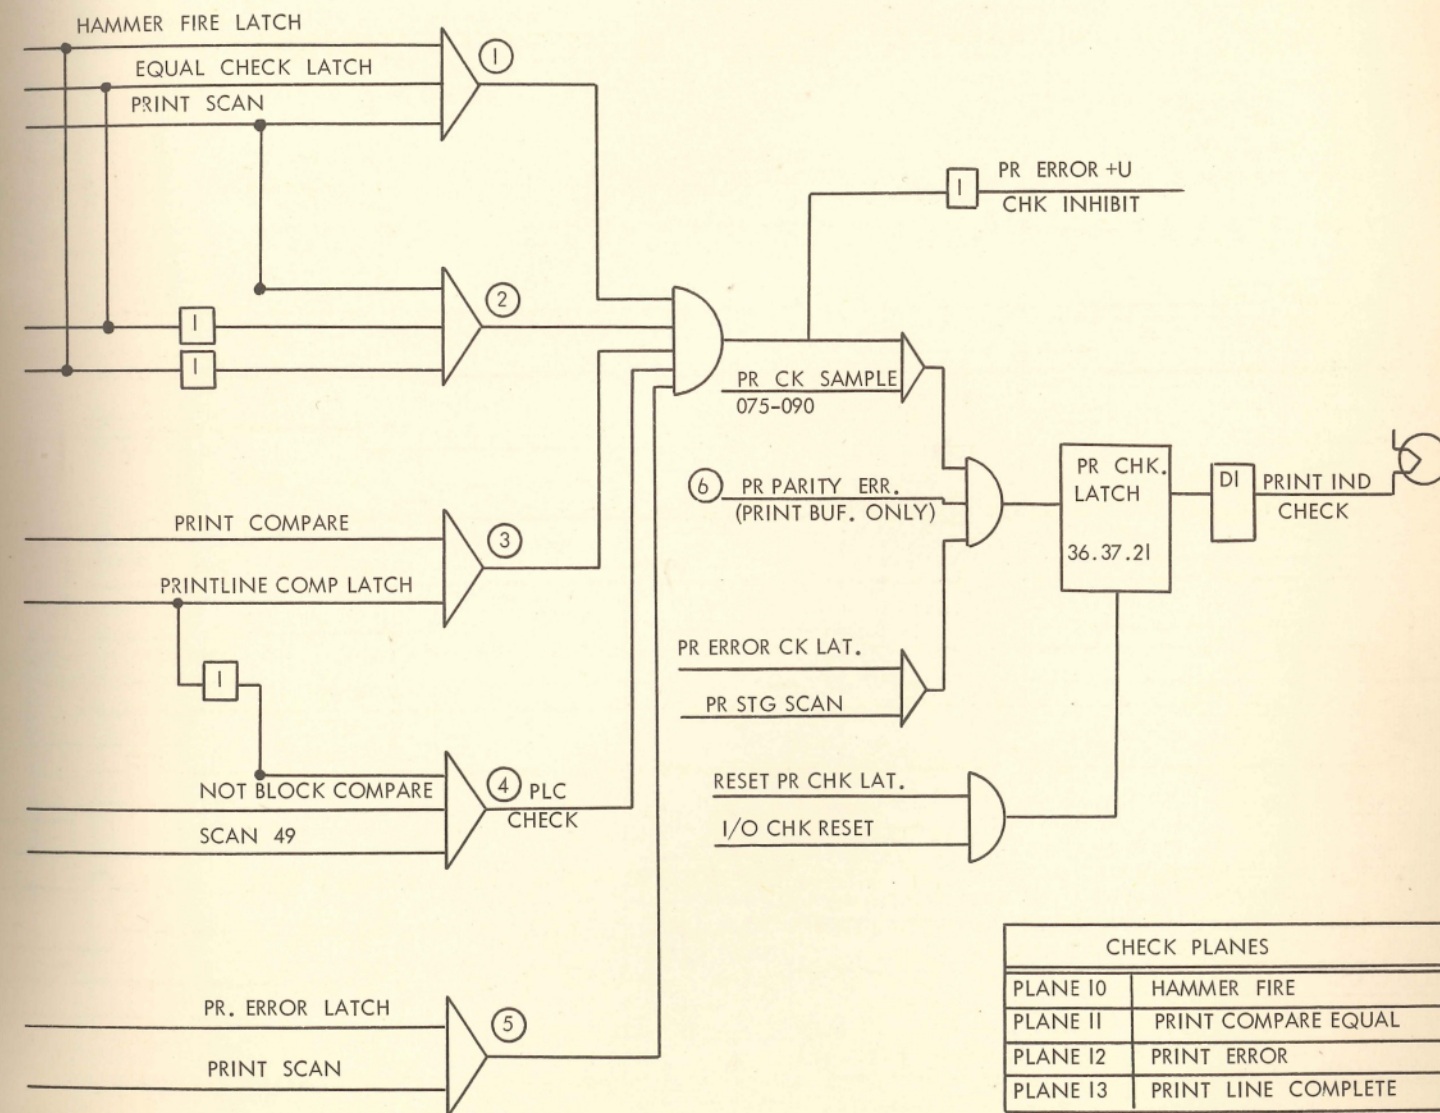 HAMMER FIRE LATCH
1
EQUAL CHECK LATCH
PRINT SCAN
I
PR ERROR +U
CHK INHIBIT
2
I
I
PR CK SAMPLE
075-090
6
PR PARITY ERR.
(PRINT BUF. ONLY)
PR CHK.
LATCH
36.37.21
DI
PRINT IND
CHECK
PRINT COMPARE
3
PRINTLINE COMP LATCH
I
PR ERROR CK LAT.
PR STG SCAN
NOT BLOCK COMPARE
SCAN 49
4
PLC
CHECK
RESET PR CHK LAT.
I/O CHK RESET
PR. ERROR LATCH
5
PRINT SCAN
CHECK PLANES
PLANE 10 HAMMER FIRE
PLANE 11 PRINT COMPARE EQUAL
PLANE 12 PRINT ERROR
PLANE 13 PRINT LINE COMPLETE